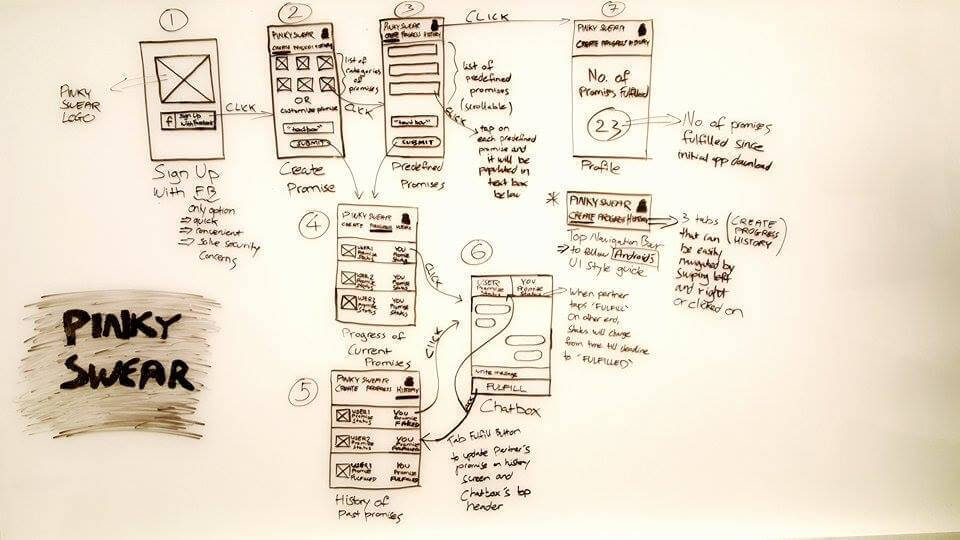 1
PINKY
SWEAR
LOGO
f Sign Up
with Facebook
CLICK
Sign Up
with FB
only option
⇒ quick
⇒ convenient
⇒ solve security
concerns
2
PINKY SWEAR
CREATE PROGRESS HISTORY
list of
categories
of
promises
OR
customize promise
"textbox"
SUBMIT
CLICK
Create
Promise
3
PINKY SWEAR
CREATE PROGRESS HISTORY
CLICK
list of
predefined
promises
(scrollable)
"text box"
SUBMIT
CLICK
tap on
each predefined
promise and
it will be
populated in
text box
below
Predefined
Promises
7
PINKY SWEAR
CREATE PROGRESS HISTORY
No. of
Promises Fulfilled
23
No. of promises
fulfilled since
initial app download
Profile
*
PINKY SWEAR
CREATE PROGRESS HISTORY
3 tabs (CREATE
PROGRESS
HISTORY)
that can
be easily
navigated by
swiping left
and right
or clicked on
Top Navigation Bar
⇒ to follow Android's
UI Style guide
4
PINKY SWEAR
CREATE PROGRESS
USER1
Promise
Status
YOU
Promise
Status
USER2
Promise
Status
YOU
Promise
Status
USER3
Promise
Status
YOU
Promise
Status
CLICK
Progress of
Current Promises
6
USER
Promise
Status
YOU
Promise
Status
write message
FULFILL
Chatbox
when partner
taps "FULFILL"
on other end,
status will change
from time till deadline
to "FULFILLED"
5
PINKY SWEAR
CREATE PROGRESS HISTORY
USER1
Promise
Status
YOU
Promise
FAILED
USER2
Promise
Status
YOU
Promise
USER1
Promise
FULFILLED
YOU
Promise
FULFILLED
CLICK
History of
Past promises
Tab Fulfill Button
to update partner's
promise on history
screen and
Chatbox's top
header
PINKY
SWEAR